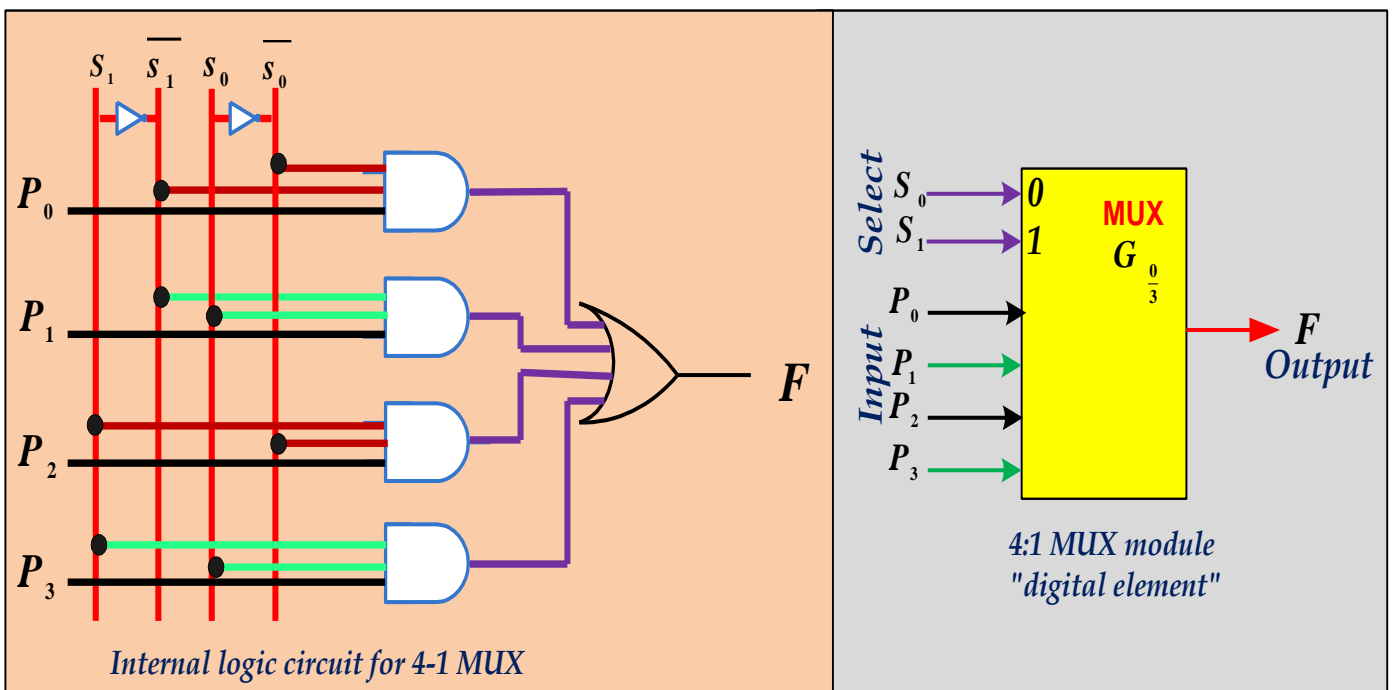 S₁ s̅₁ s₀ s̅₀
P₀
P₁
P₂
P₃
F
Internal logic circuit for 4-1 MUX
Select
S₀
S₁
Input
P₀
P₁
P₂
P₃
0
1
MUX
G 0/3
F
Output
4:1 MUX module
"digital element"